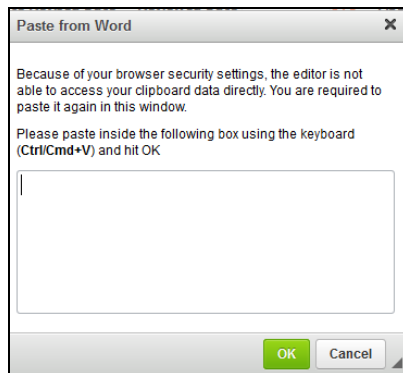 Paste from Word
Because of your browser security settings, the editor is not
able to access your clipboard data directly. You are required to
paste it again in this window.
Please paste inside the following box using the keyboard
(Ctrl/Cmd+V) and hit OK
OK Cancel